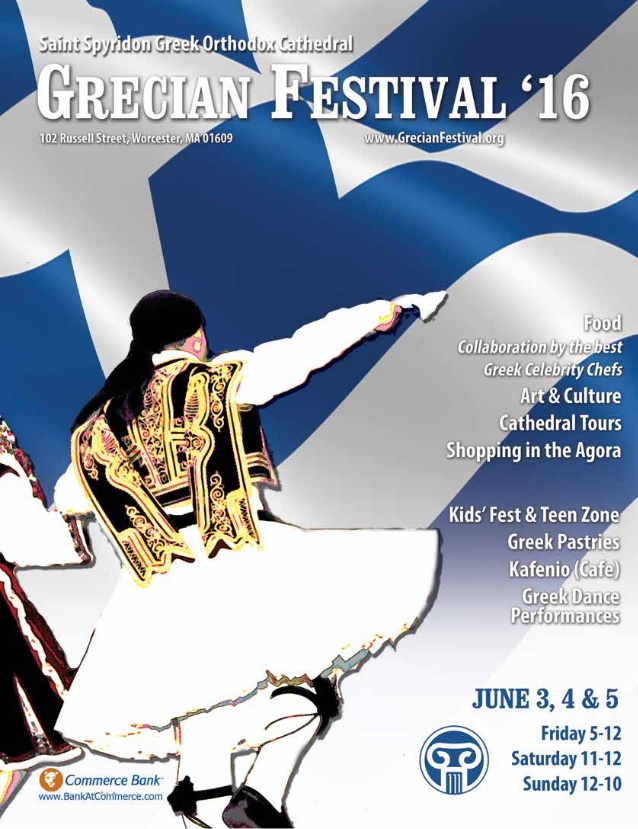 Saint Spyridon Greek Orthodox Cathedral
GRECIAN FESTIVAL ‘16
102 Russell Street, Worcester, MA 01609
www.GrecianFestival.org
Food
Collaboration by the best
Greek Celebrity Chefs
Art & Culture
Cathedral Tours
Shopping in the Agora
Kids’ Fest & Teen Zone
Greek Pastries
Kafenio (Cafe)
Greek Dance
Performances
JUNE 3, 4 & 5
Friday 5-12
Saturday 11-12
Sunday 12-10
Commerce Bank
www.BankAtCommerce.com